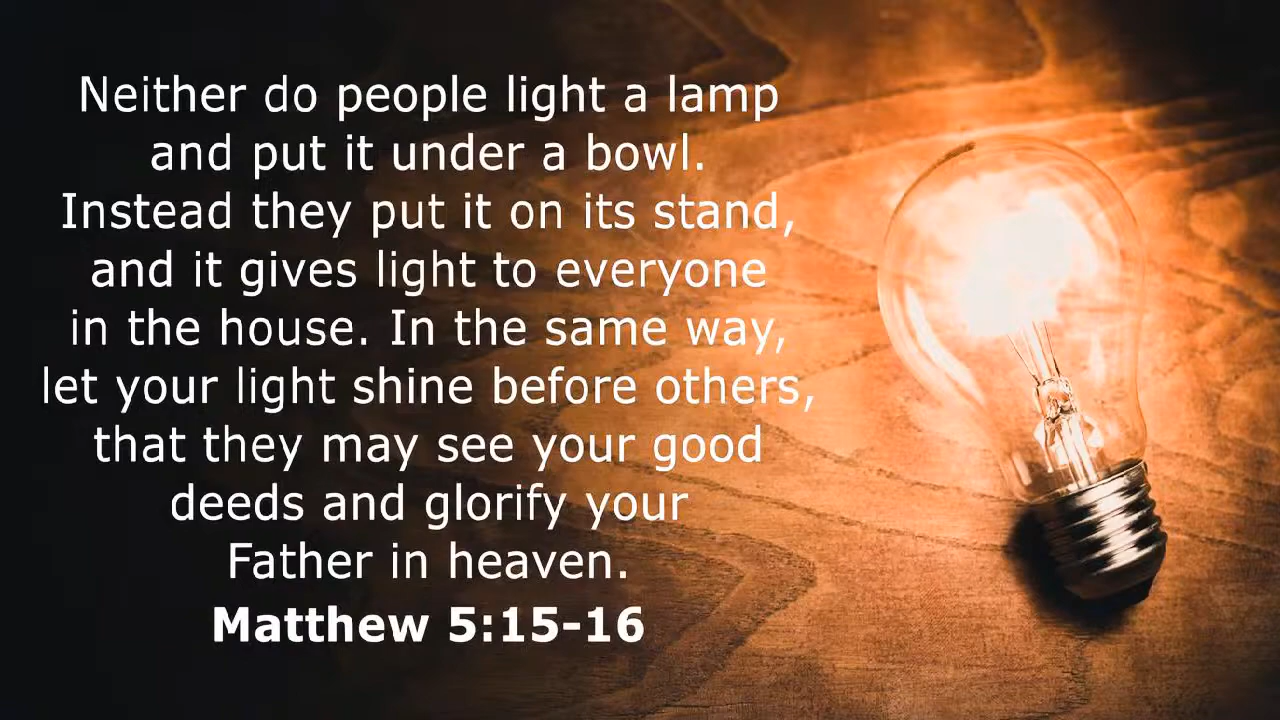 Neither do people light a lamp
and put it under a bowl.
Instead they put it on its stand,
and it gives light to everyone
in the house. In the same way,
let your light shine before others,
that they may see your good
deeds and glorify your
Father in heaven.
Matthew 5:15-16